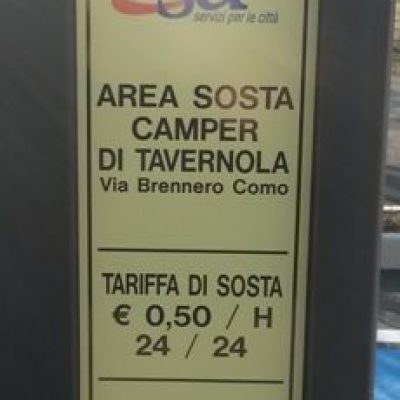 servizi per le città
AREA SOSTA
CAMPER
DI TAVERNOLA
Via Brennero Como
TARIFFA DI SOSTA
€ 0,50 / H
24 / 24